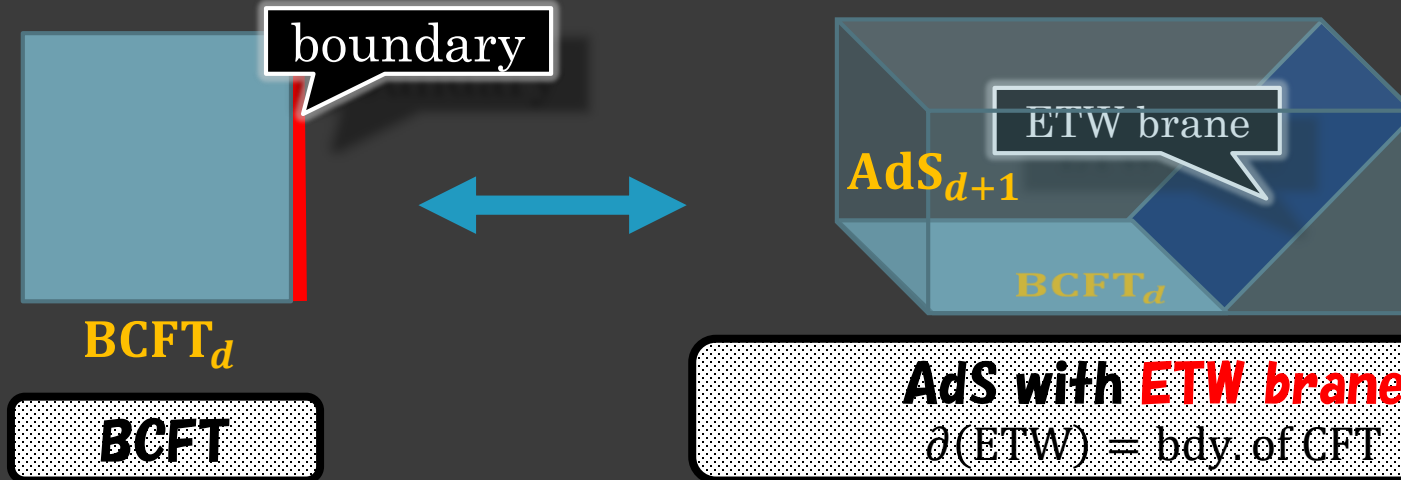 boundary
BCFT_d
BCFT
ETW brane
AdS_{d+1}
BCFT_d
AdS with ETW brane
∂(ETW) = bdy. of CFT